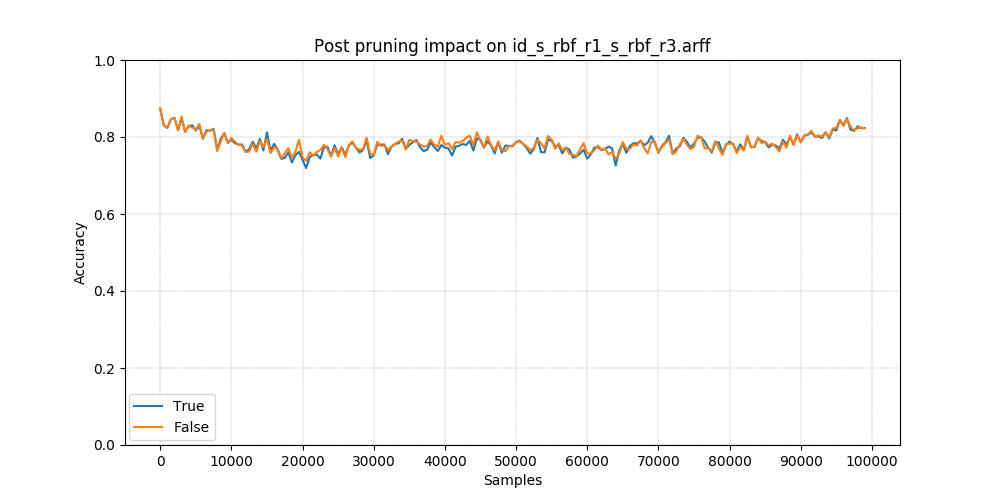 Post pruning impact on id_s_rbf_r1_s_rbf_r3.arff
1.0
0.8
0.6
0.4
0.2
0.0
Accuracy
True
False
0 10000 20000 30000 40000 50000 60000 70000 80000 90000 100000
Samples